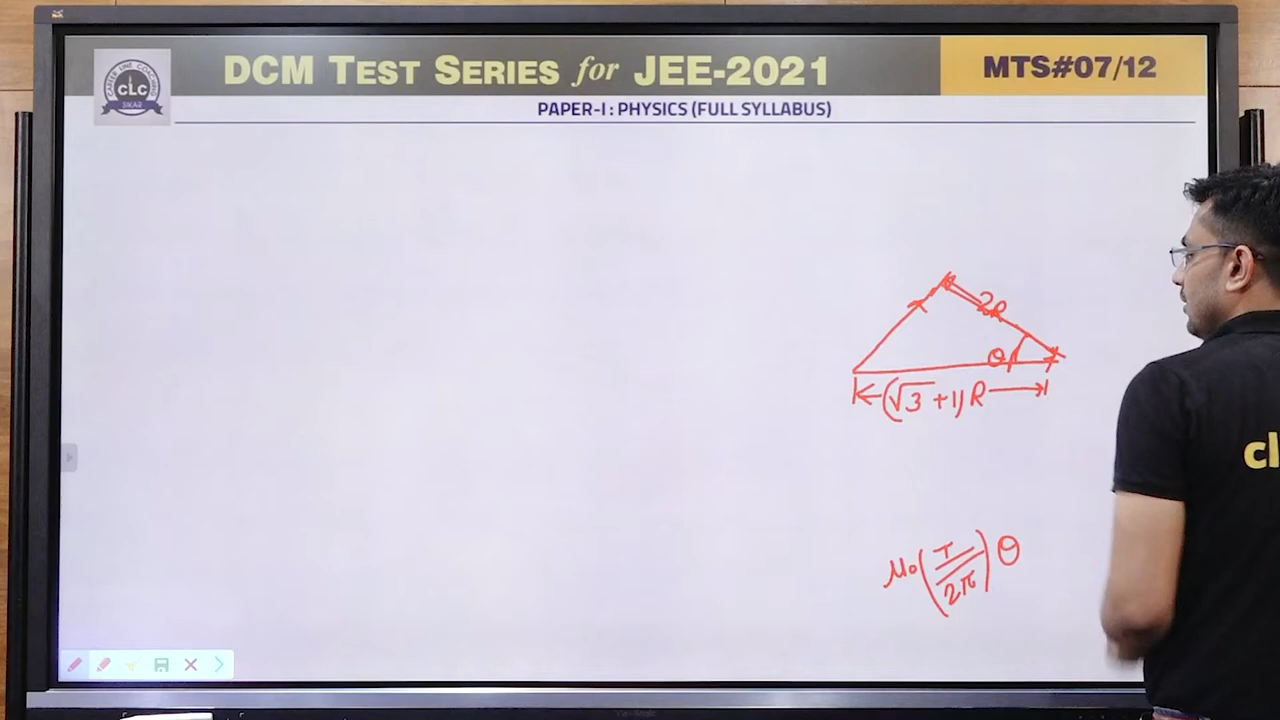 DCM TEST SERIES for JEE-2021
MTS#07/12
CLC
SIKAR
PAPER-I : PHYSICS (FULL SYLLABUS)
2R
θ
(√3+1)R
μ₀(I/2π)θ
cl